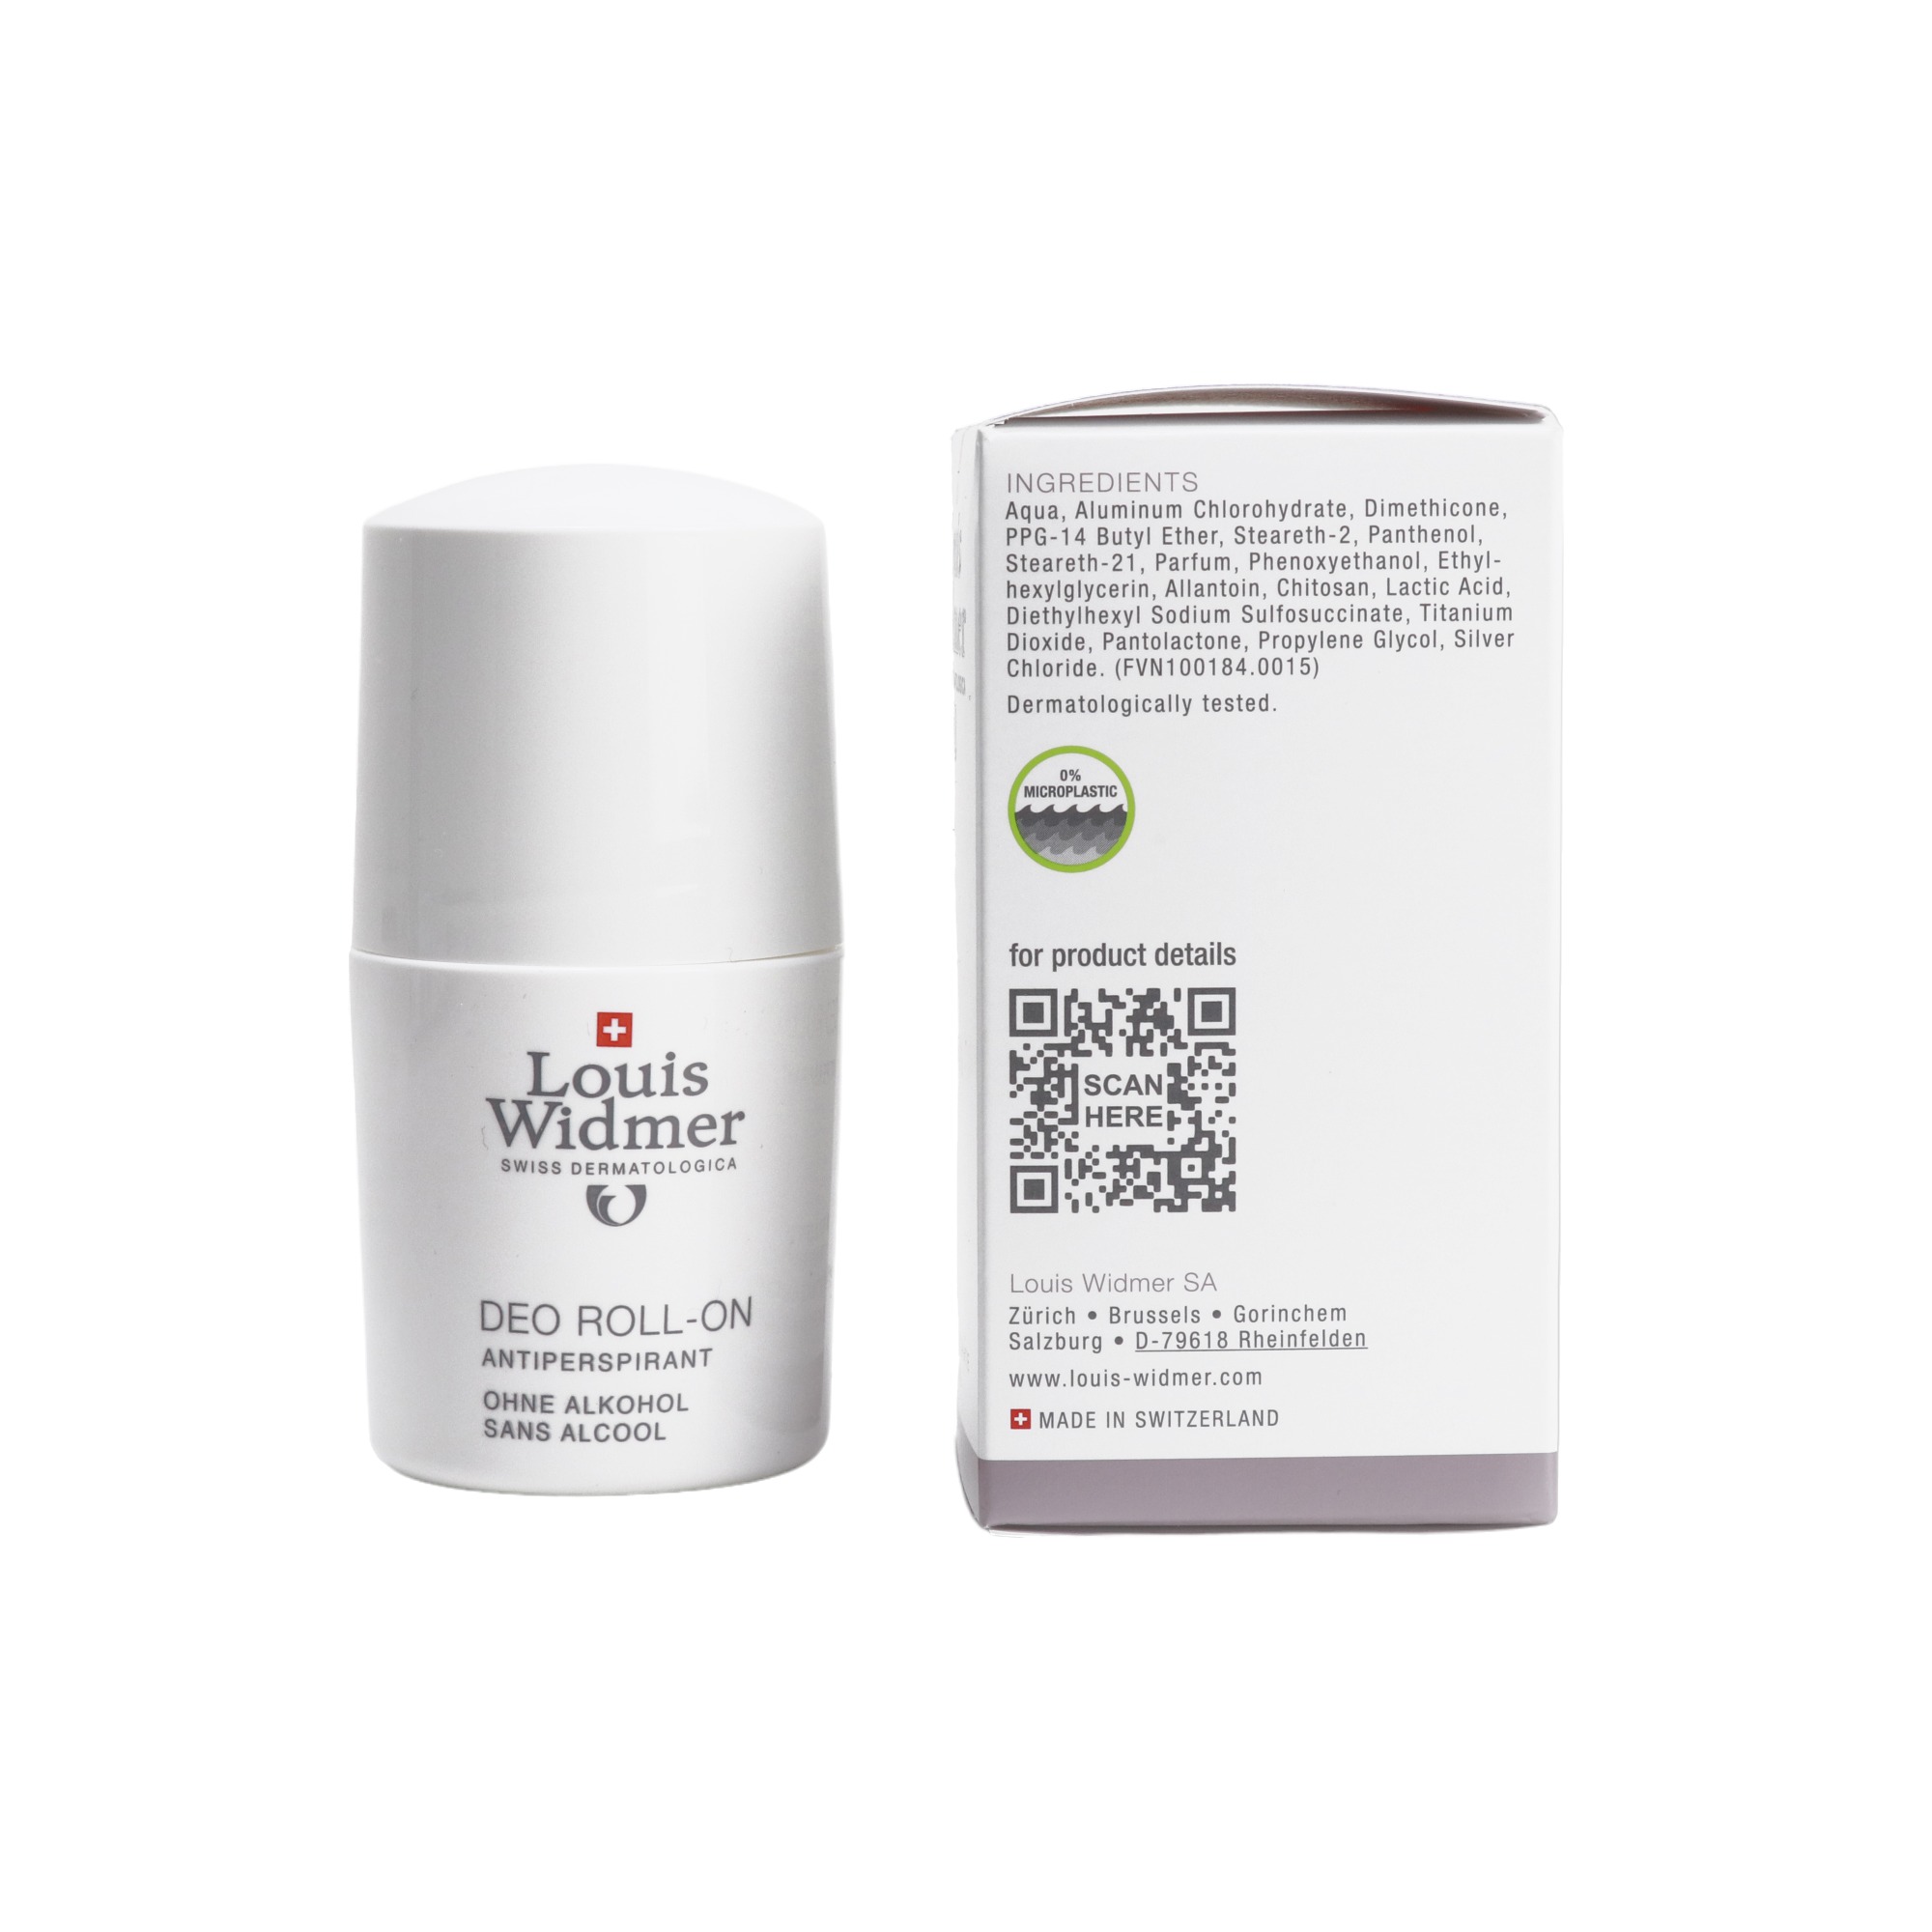 Louis
Widmer
SWISS DERMATOLOGICA
DEO ROLL-ON
ANTIPERSPIRANT
OHNE ALKOHOL
SANS ALCOOL
INGREDIENTS
Aqua, Aluminum Chlorohydrate, Dimethicone,
PPG-14 Butyl Ether, Steareth-2, Panthenol,
Steareth-21, Parfum, Phenoxyethanol, Ethyl-
hexylglycerin, Allantoin, Chitosan, Lactic Acid,
Diethylhexyl Sodium Sulfosuccinate, Titanium
Dioxide, Pantolactone, Propylene Glycol, Silver
Chloride. (FVN100184.0015)
Dermatologically tested.
0%
MICROPLASTIC
for product details
SCAN
HERE
Louis Widmer SA
Zürich • Brussels • Gorinchem
Salzburg • D-79618 Rheinfelden
www.louis-widmer.com
MADE IN SWITZERLAND